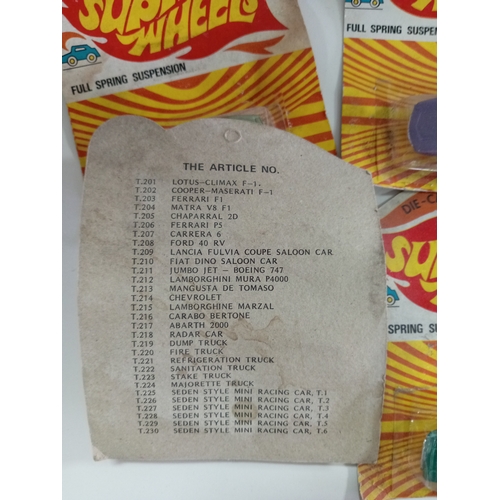 SUPER
WHEELS
FULL SPRING SUSPENSION
FULL SPRING SUSPENSION
DIE-C
SU
SPRING SU
THE ARTICLE NO.
T.201 LOTUS-CLIMAX F-1.
T.202 COOPER-MASERATI F-1
T.203 FERRARI F1
T.204 MATRA V8 F1
T.205 CHAPARRAL 2D
T.206 FERRARI P5
T.207 CARRERA 6
T.208 FORD 40 RV
T.209 LANCIA FULVIA COUPE SALOON CAR
T.210 FIAT DINO SALOON CAR
T.211 JUMBO JET – BOEING 747
T.212 LAMBORGHINI MURA P4000
T.213 MANGUSTA DE TOMASO
T.214 CHEVROLET
T.215 LAMBORGHINE MARZAL
T.216 CARABO BERTONE
T.217 ABARTH 2000
T.218 RADAR CAR
T.219 DUMP TRUCK
T.220 FIRE TRUCK
T.221 REFRIGERATION TRUCK
T.222 SANITATION TRUCK
T.223 STAKE TRUCK
T.224 MAJORETTE TRUCK
T.225 SEDEN STYLE MINI RACING CAR, T.1
T.226 SEDEN STYLE MINI RACING CAR, T.2
T.227 SEDEN STYLE MINI RACING CAR, T.3
T.228 SEDEN STYLE MINI RACING CAR, T.4
T.229 SEDEN STYLE MINI RACING CAR, T.5
T.230 SEDEN STYLE MINI RACING CAR, T.6